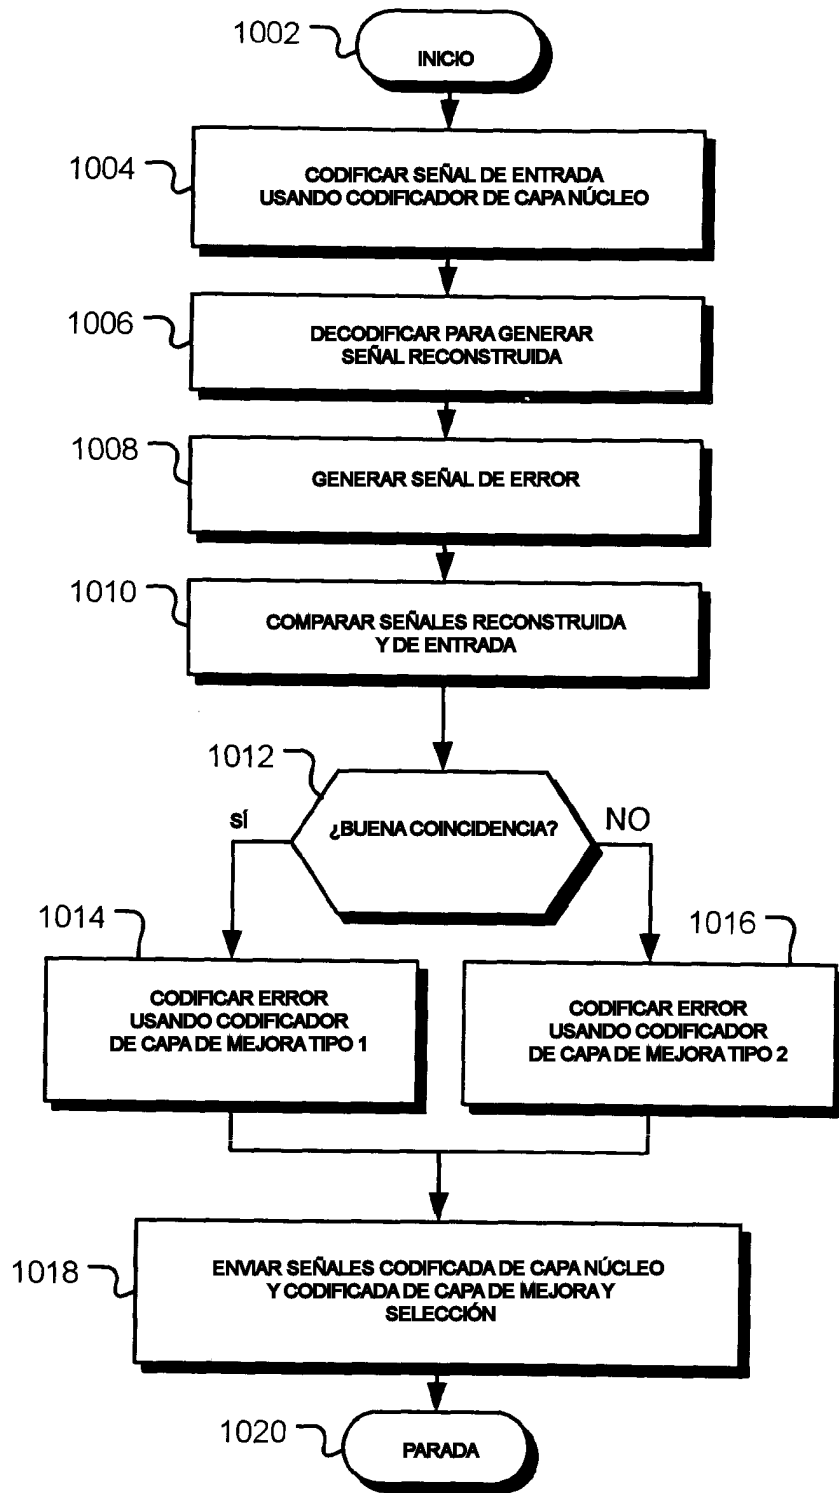 1002
INICIO
1004
CODIFICAR SEÑAL DE ENTRADA
USANDO CODIFICADOR DE CAPA NÚCLEO
1006
DECODIFICAR PARA GENERAR
SEÑAL RECONSTRUIDA
1008
GENERAR SEÑAL DE ERROR
1010
COMPARAR SEÑALES RECONSTRUIDA
Y DE ENTRADA
1012
¿BUENA COINCIDENCIA?
SÍ
NO
1014
CODIFICAR ERROR
USANDO CODIFICADOR
DE CAPA DE MEJORA TIPO 1
1016
CODIFICAR ERROR
USANDO CODIFICADOR
DE CAPA DE MEJORA TIPO 2
1018
ENVIAR SEÑALES CODIFICADA DE CAPA NÚCLEO
Y CODIFICADA DE CAPA DE MEJORA Y
SELECCIÓN
1020
PARADA